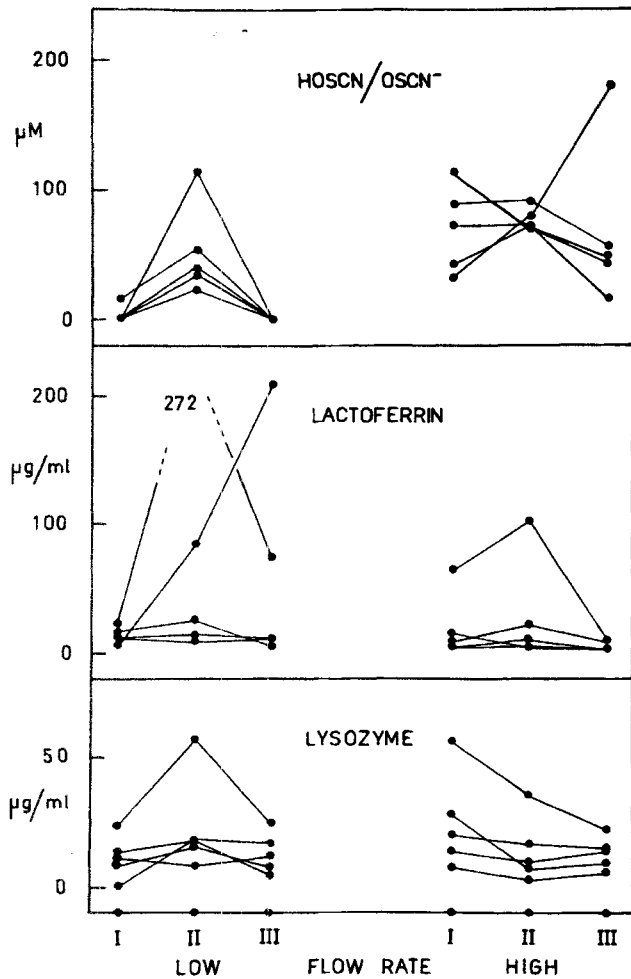 200
HOSCN/OSCN⁻
µM
100
0
200
272
LACTOFERRIN
µg/ml
100
0
LYSOZYME
50
µg/ml
0
I II III I II III
LOW FLOW RATE HIGH